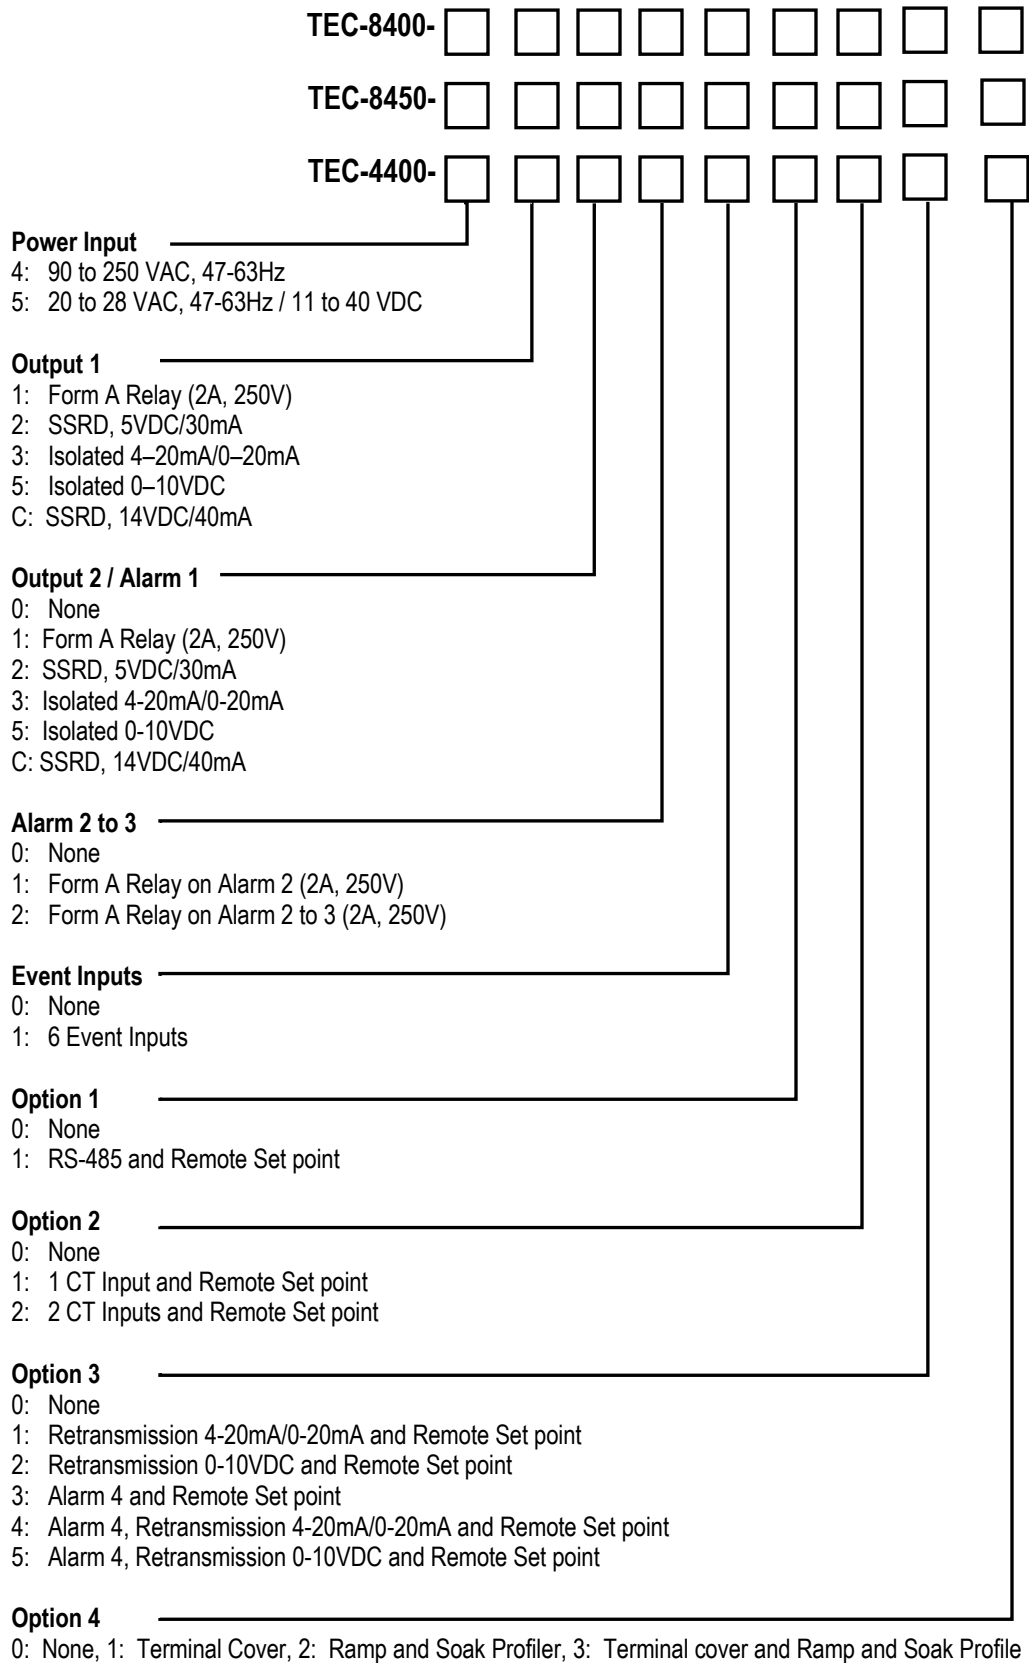 TEC-8400-
TEC-8450-
TEC-4400-
Power Input
4: 90 to 250 VAC, 47-63Hz
5: 20 to 28 VAC, 47-63Hz / 11 to 40 VDC
Output 1
1: Form A Relay (2A, 250V)
2: SSRD, 5VDC/30mA
3: Isolated 4–20mA/0–20mA
5: Isolated 0–10VDC
C: SSRD, 14VDC/40mA
Output 2 / Alarm 1
0: None
1: Form A Relay (2A, 250V)
2: SSRD, 5VDC/30mA
3: Isolated 4-20mA/0-20mA
5: Isolated 0-10VDC
C: SSRD, 14VDC/40mA
Alarm 2 to 3
0: None
1: Form A Relay on Alarm 2 (2A, 250V)
2: Form A Relay on Alarm 2 to 3 (2A, 250V)
Event Inputs
0: None
1: 6 Event Inputs
Option 1
0: None
1: RS-485 and Remote Set point
Option 2
0: None
1: 1 CT Input and Remote Set point
2: 2 CT Inputs and Remote Set point
Option 3
0: None
1: Retransmission 4-20mA/0-20mA and Remote Set point
2: Retransmission 0-10VDC and Remote Set point
3: Alarm 4 and Remote Set point
4: Alarm 4, Retransmission 4-20mA/0-20mA and Remote Set point
5: Alarm 4, Retransmission 0-10VDC and Remote Set point
Option 4
0: None, 1: Terminal Cover, 2: Ramp and Soak Profiler, 3: Terminal cover and Ramp and Soak Profile